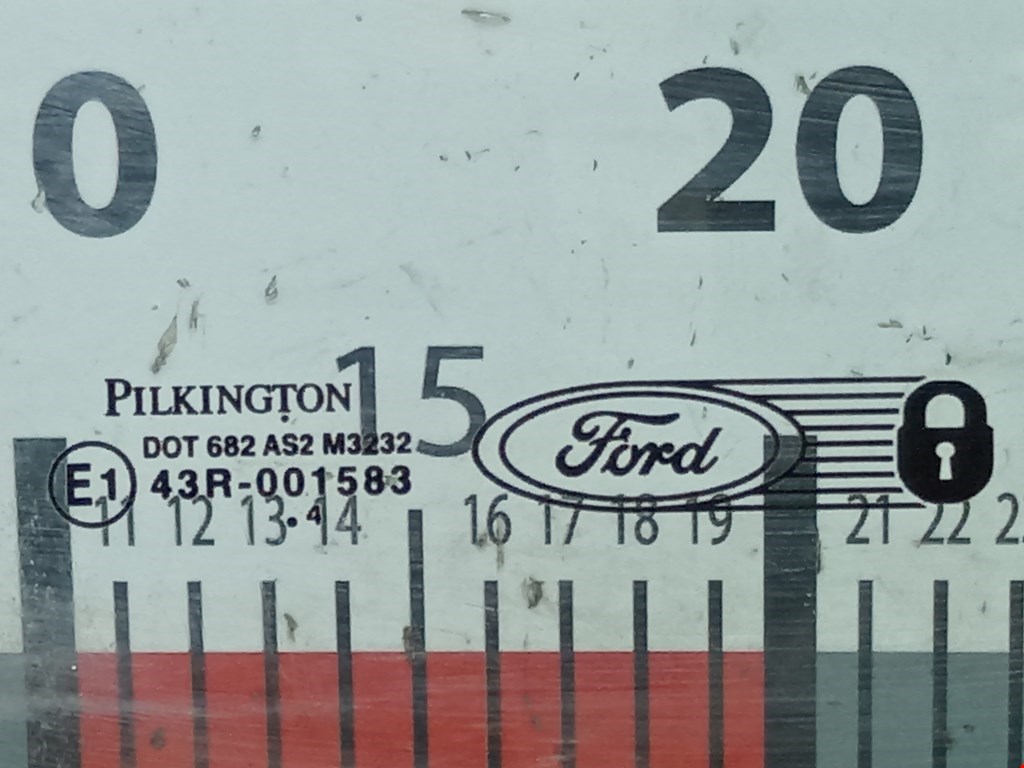 0 20
15
PILKINGTON
DOT 682 AS2 M3232
E1 43R-001583
Ford
. 4
11 12 13 14 16 17 18 19 21 22